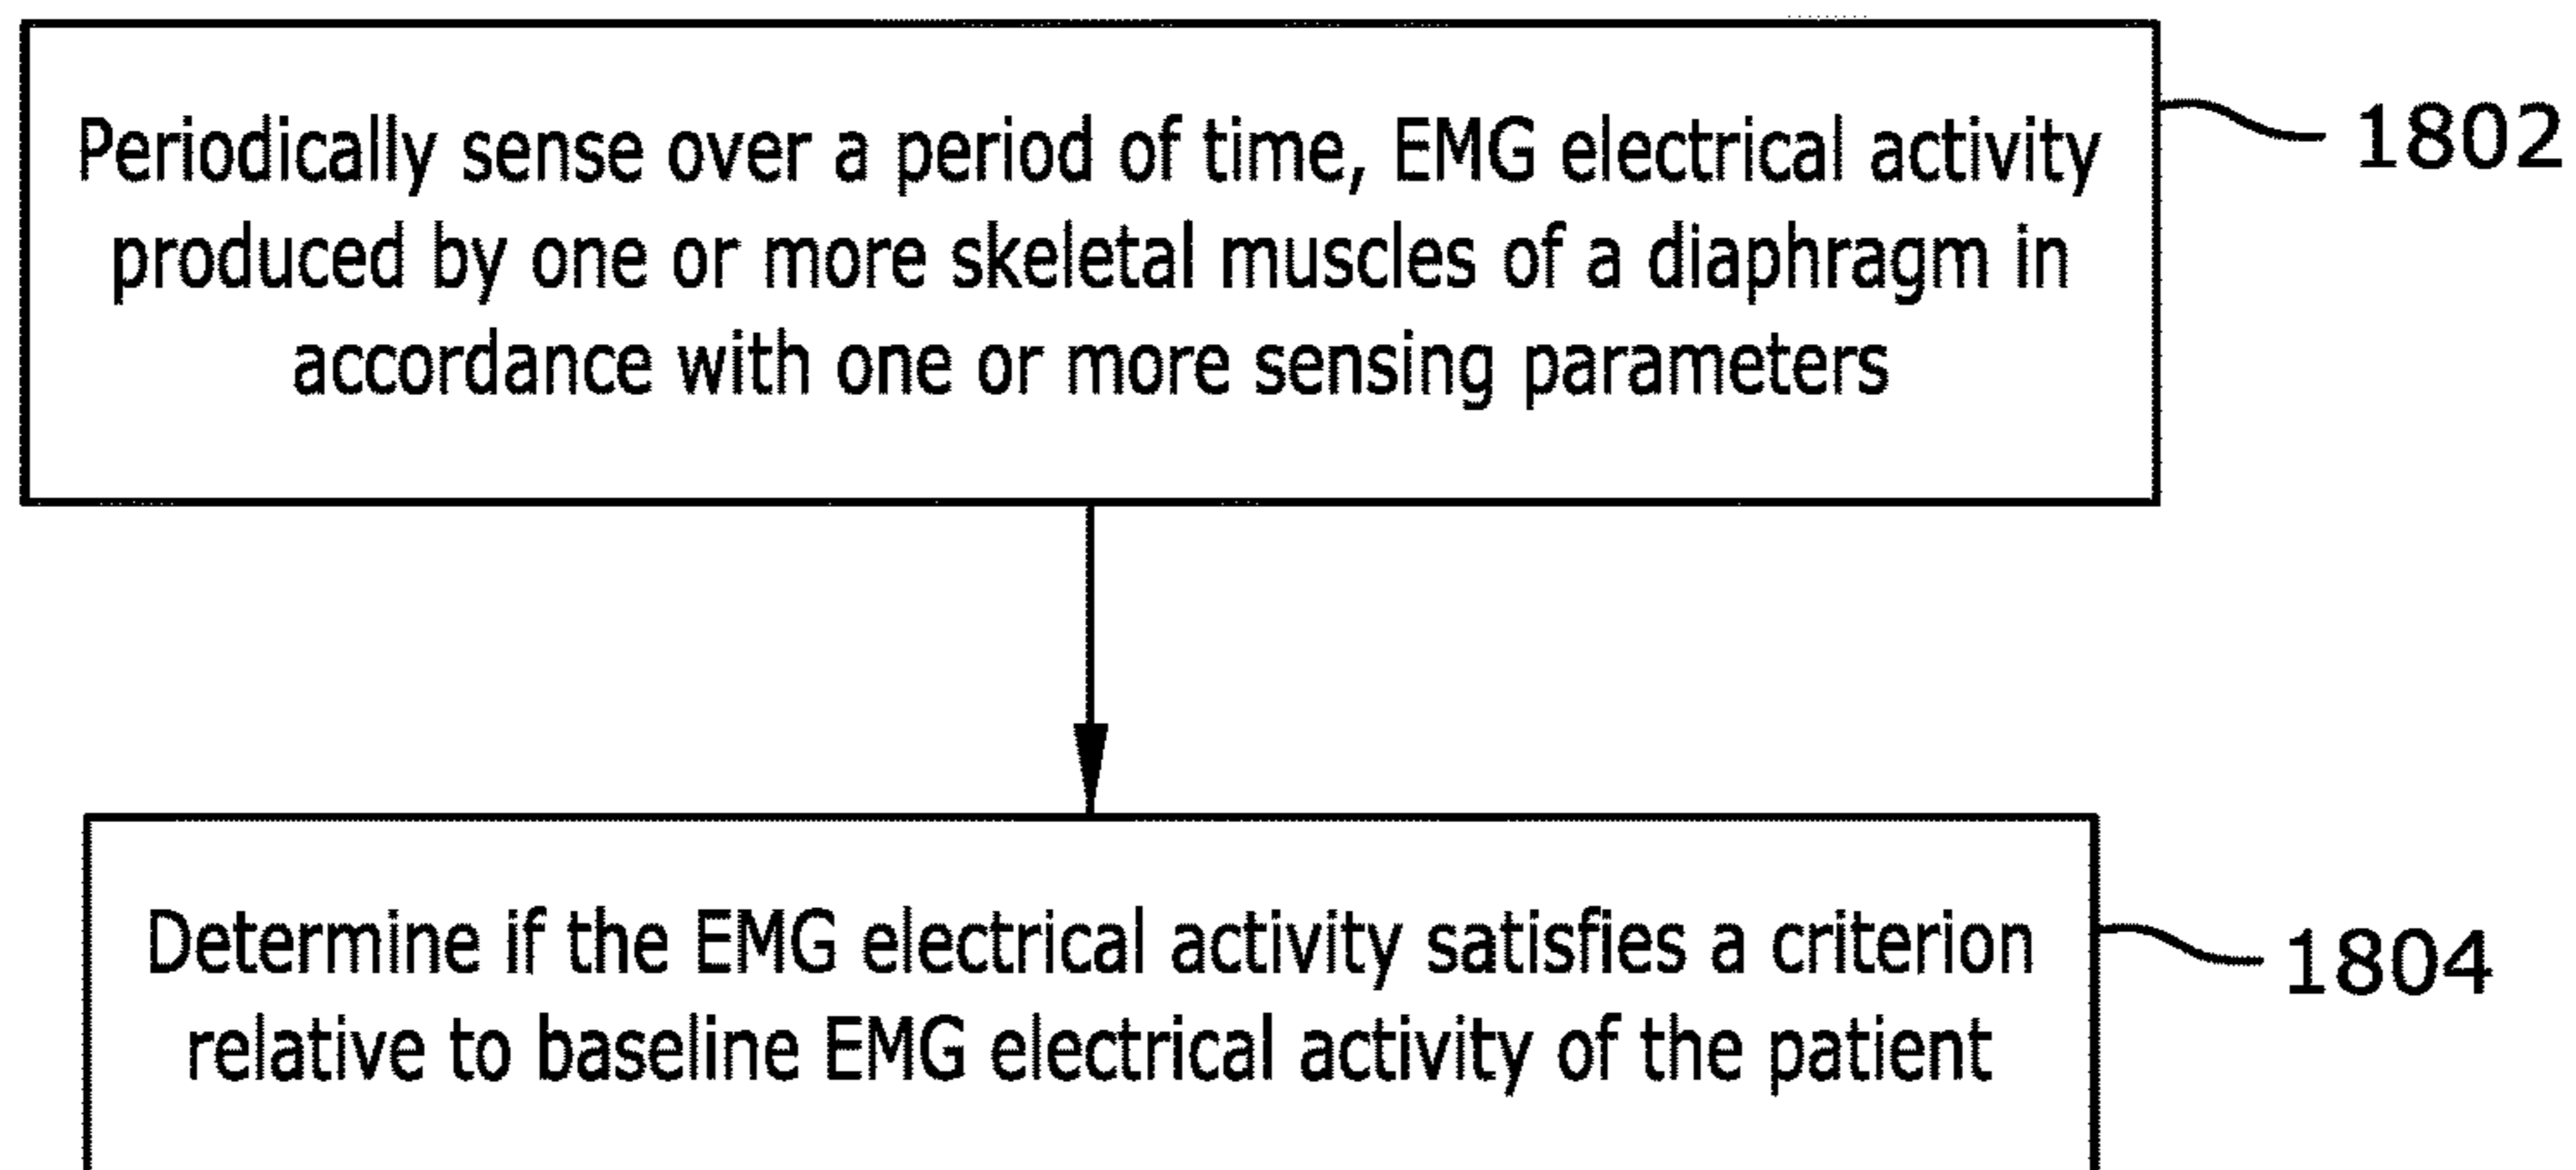 Periodically sense over a period of time, EMG electrical activity
produced by one or more skeletal muscles of a diaphragm in
accordance with one or more sensing parameters
1802
Determine if the EMG electrical activity satisfies a criterion
relative to baseline EMG electrical activity of the patient
1804